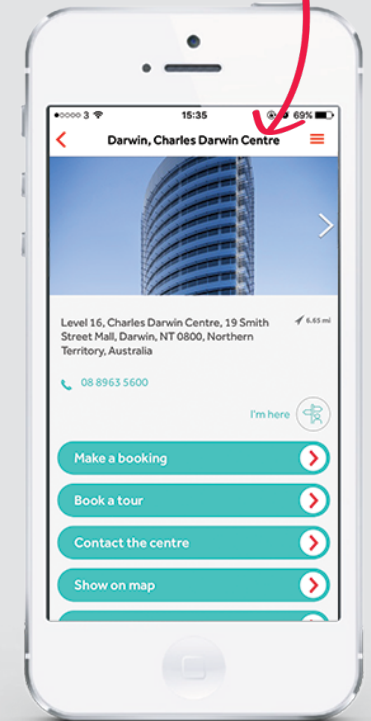 3 15:35 69%
Darwin, Charles Darwin Centre
Level 16, Charles Darwin Centre, 19 Smith
Street Mall, Darwin, NT 0800, Northern
Territory, Australia
6.65 mi
08 8963 5600
I'm here
Make a booking
Book a tour
Contact the centre
Show on map